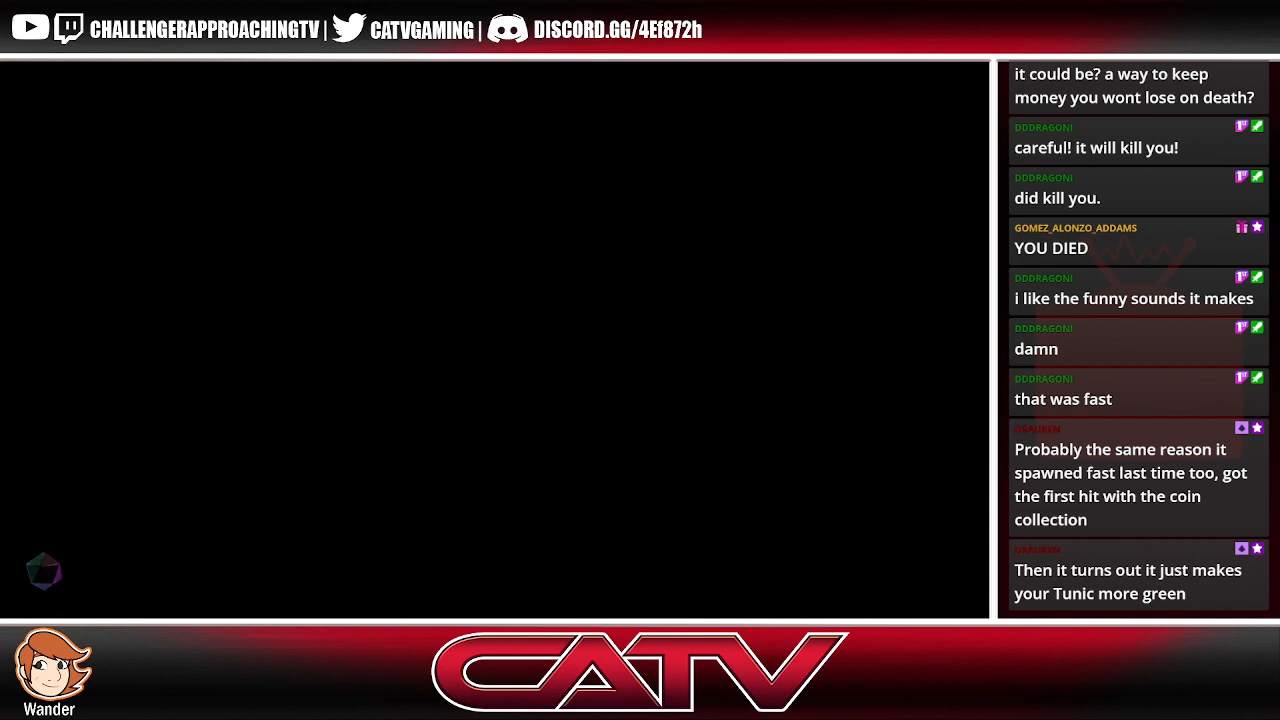 CHALLENGERAPPROACHINGTV | CATVGAMING | DISCORD.GG/4Ef872h
it could be? a way to keep
money you wont lose on death?
DDDRAGONI
careful! it will kill you!
DDDRAGONI
did kill you.
GOMEZ_ALONZO_ADDAMS
YOU DIED
DDDRAGONI
i like the funny sounds it makes
DDDRAGONI
damn
DDDRAGONI
that was fast
Probably the same reason it
spawned fast last time too, got
the first hit with the coin
collection
Then it turns out it just makes
your Tunic more green
CATV
Wander